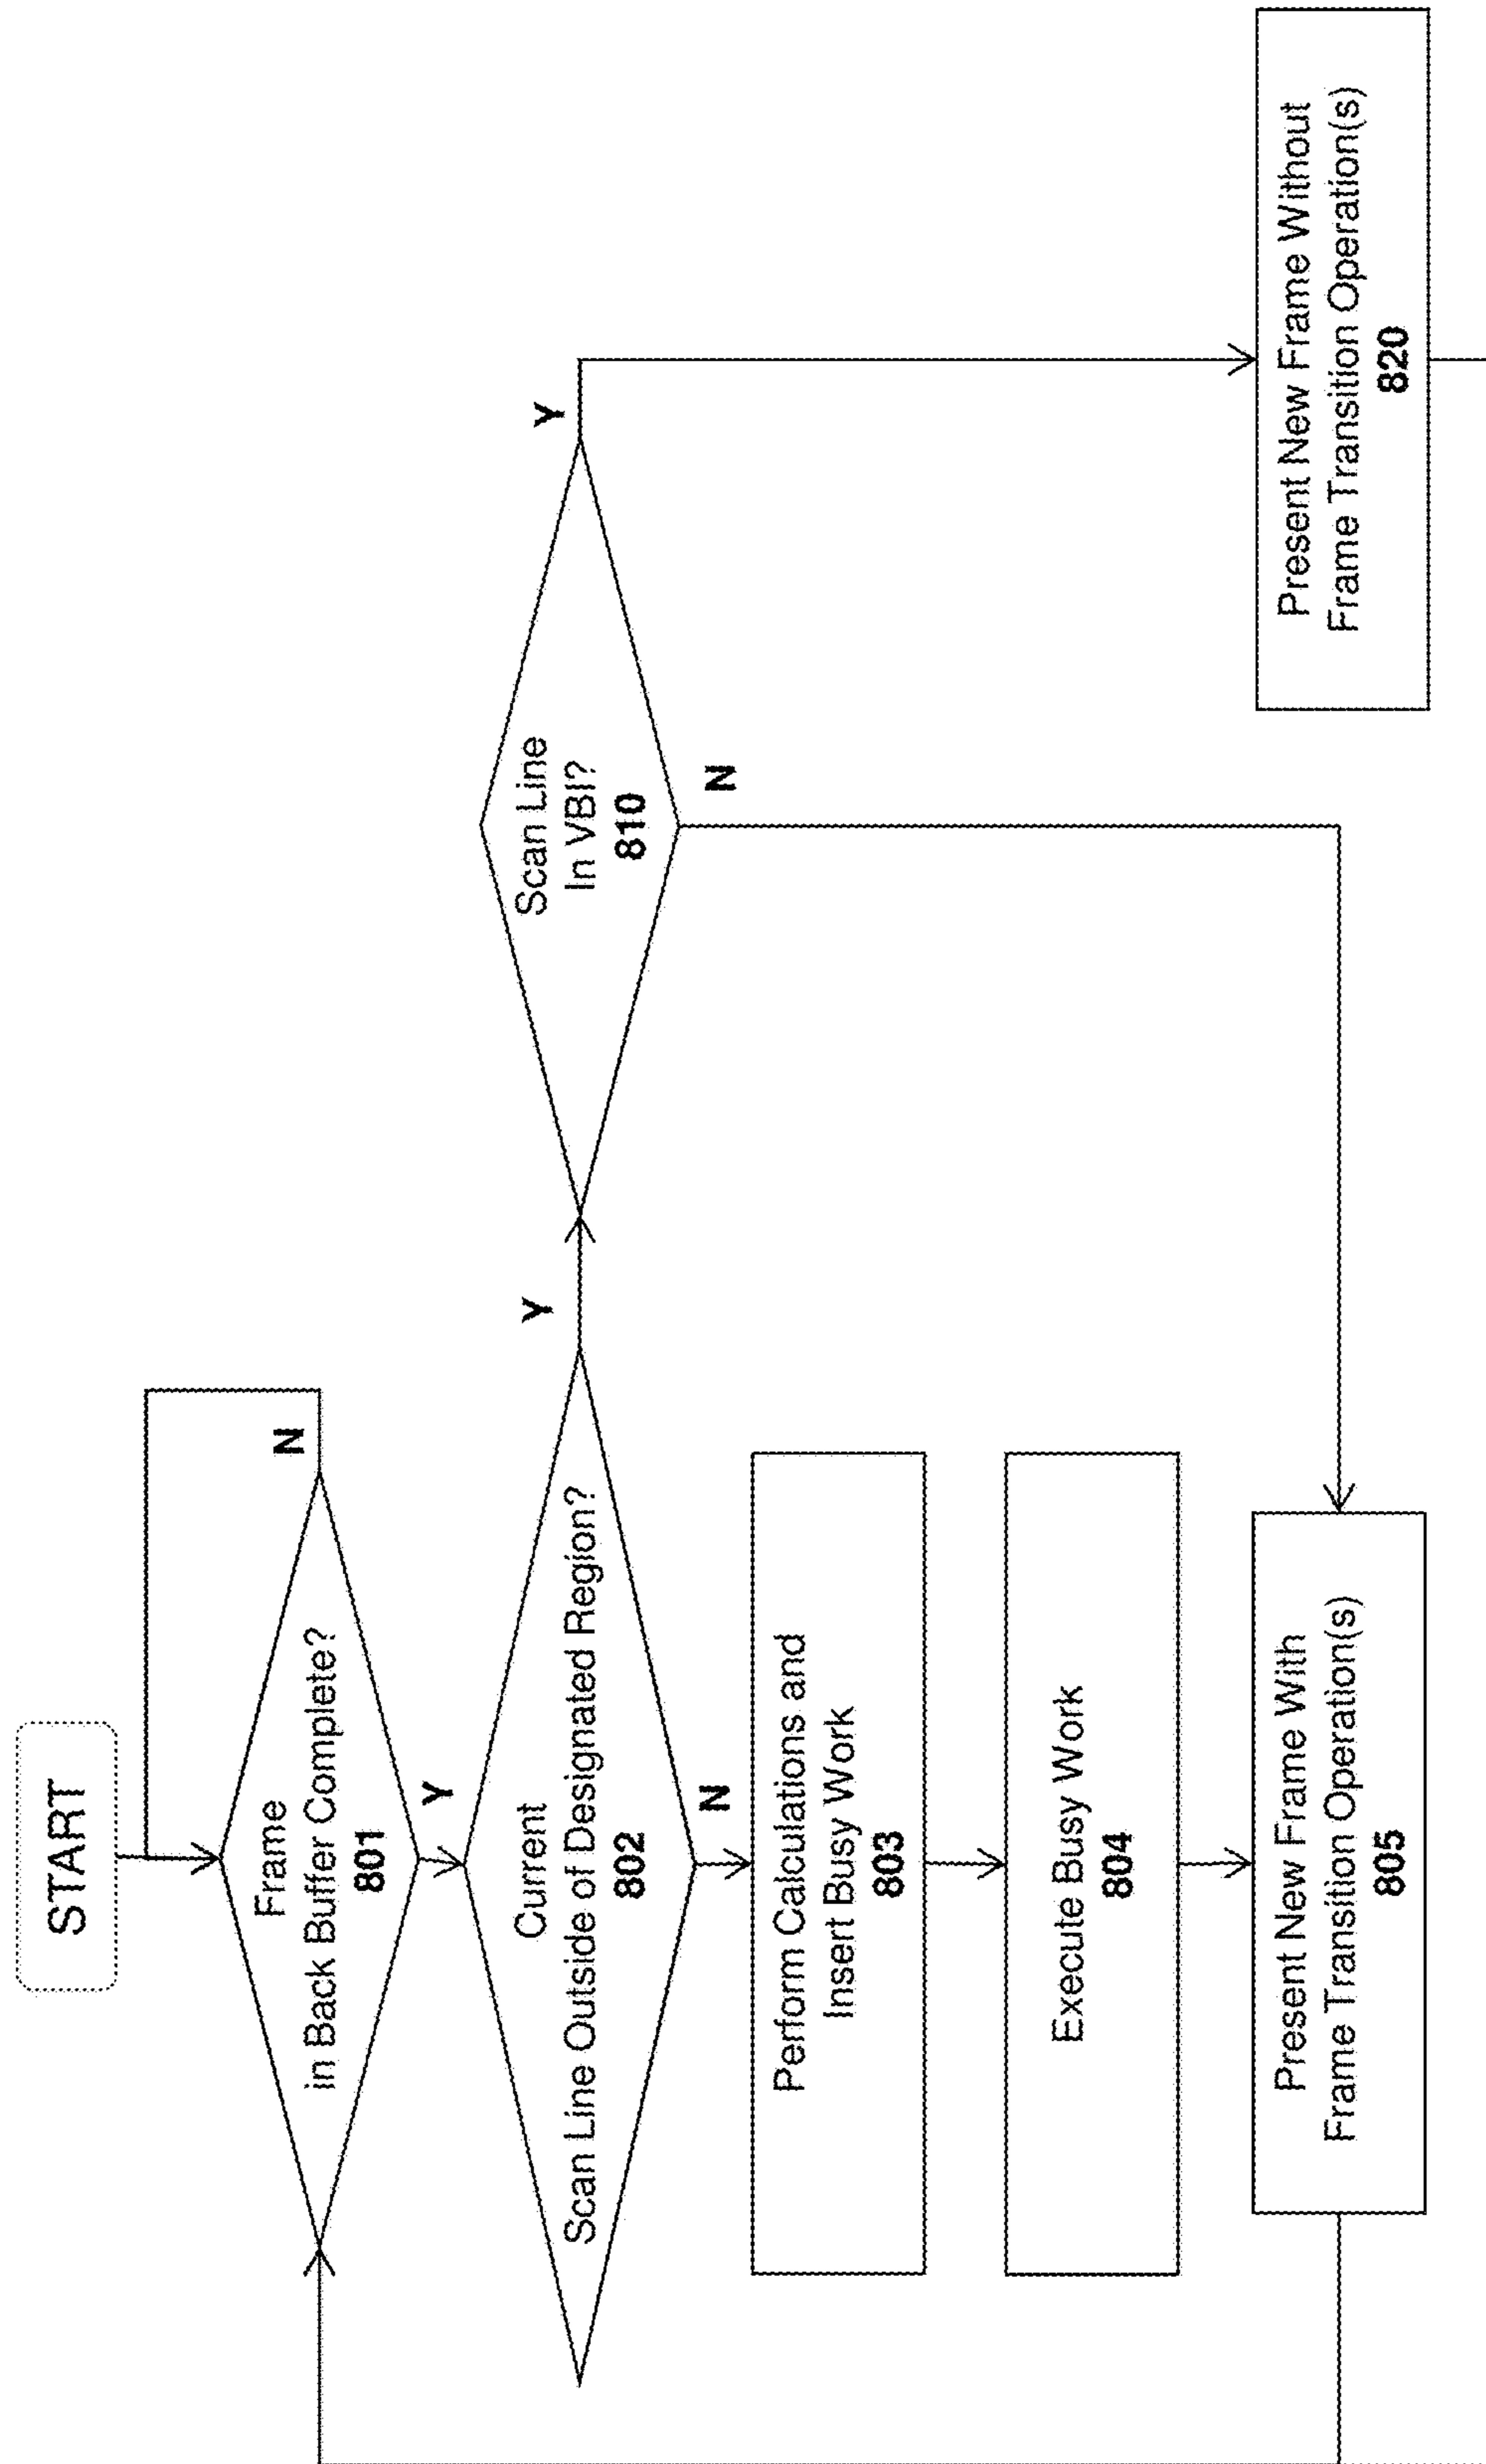 START
Frame
in Back Buffer Complete?
801
N
Y
Current
Scan Line Outside of Designated Region?
802
Y
N
Scan Line
In VBI?
810
Y
N
Perform Calculations and
Insert Busy Work
803
Execute Busy Work
804
Present New Frame With
Frame Transition Operation(s)
805
Present New Frame Without
Frame Transition Operation(s)
820